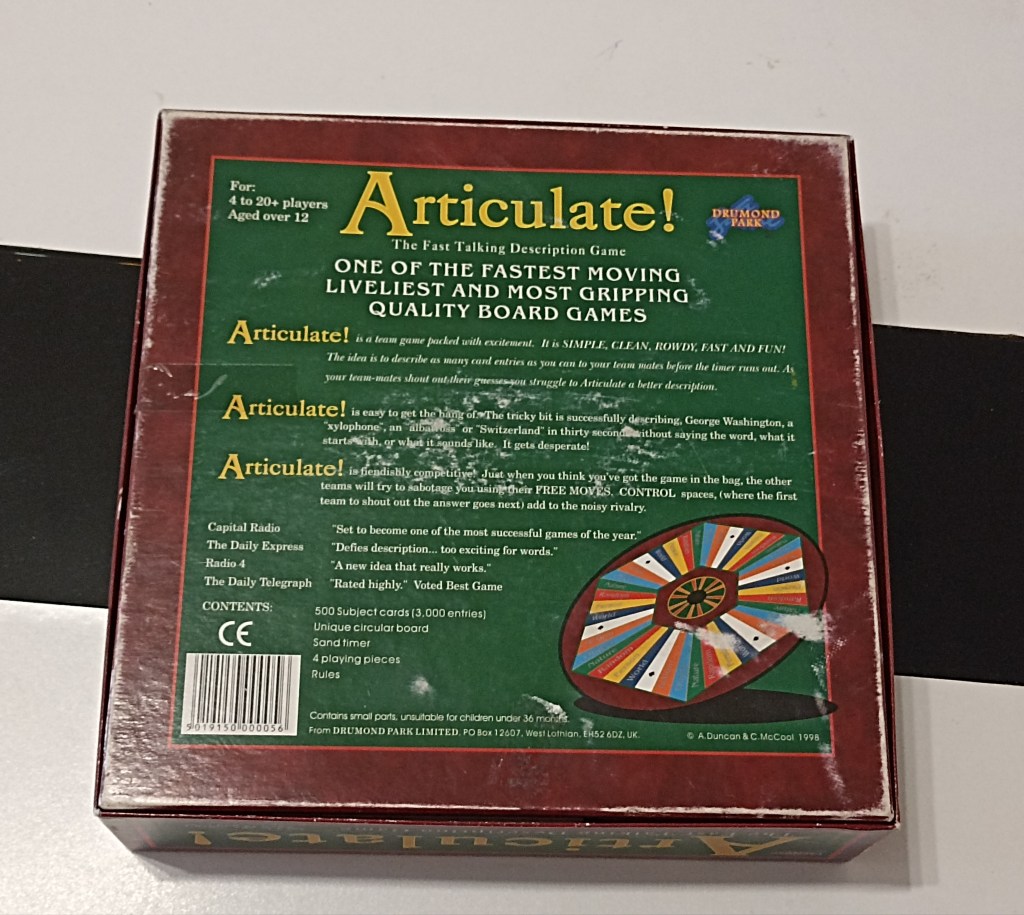 For:
4 to 20+ players
Aged over 12
Articulate!
DRUMOND
PARK
The Fast Talking Description Game
ONE OF THE FASTEST MOVING
LIVELIEST AND MOST GRIPPING
QUALITY BOARD GAMES
Articulate! is a team game packed with excitement. It is SIMPLE, CLEAN, ROWDY, FAST AND FUN!
The idea is to describe as many card entries as you can to your team mates before the timer runs out. As
your team-mates shout out their guesses you struggle to Articulate a better description.
Articulate! is easy to get the hang of. The tricky bit is successfully describing, George Washington, a
"xylophone", an "albatross" or "Switzerland" in thirty seconds without saying the word, what it
starts with, or what it sounds like. It gets desperate!
Articulate! is fiendishly competitive! Just when you think you've got the game in the bag, the other
teams will try to sabotage you using their FREE MOVES. CONTROL spaces, (where the first
team to shout out the answer goes next) add to the noisy rivalry.
Capital Radio "Set to become one of the most successful games of the year."
The Daily Express "Defies description... too exciting for words."
Radio 4 "A new idea that really works."
The Daily Telegraph "Rated highly." Voted Best Game
CONTENTS: 500 Subject cards (3,000 entries)
Unique circular board
Sand timer
4 playing pieces
Rules
CE
World
Nature
Random
World
Nature
5 019150 000056
Contains small parts, unsuitable for children under 36 months.
From DRUMOND PARK LIMITED, PO Box 12607, West Lothian, EH52 6DZ, UK.
© A.Duncan & C.McCool 1998
Articulate!